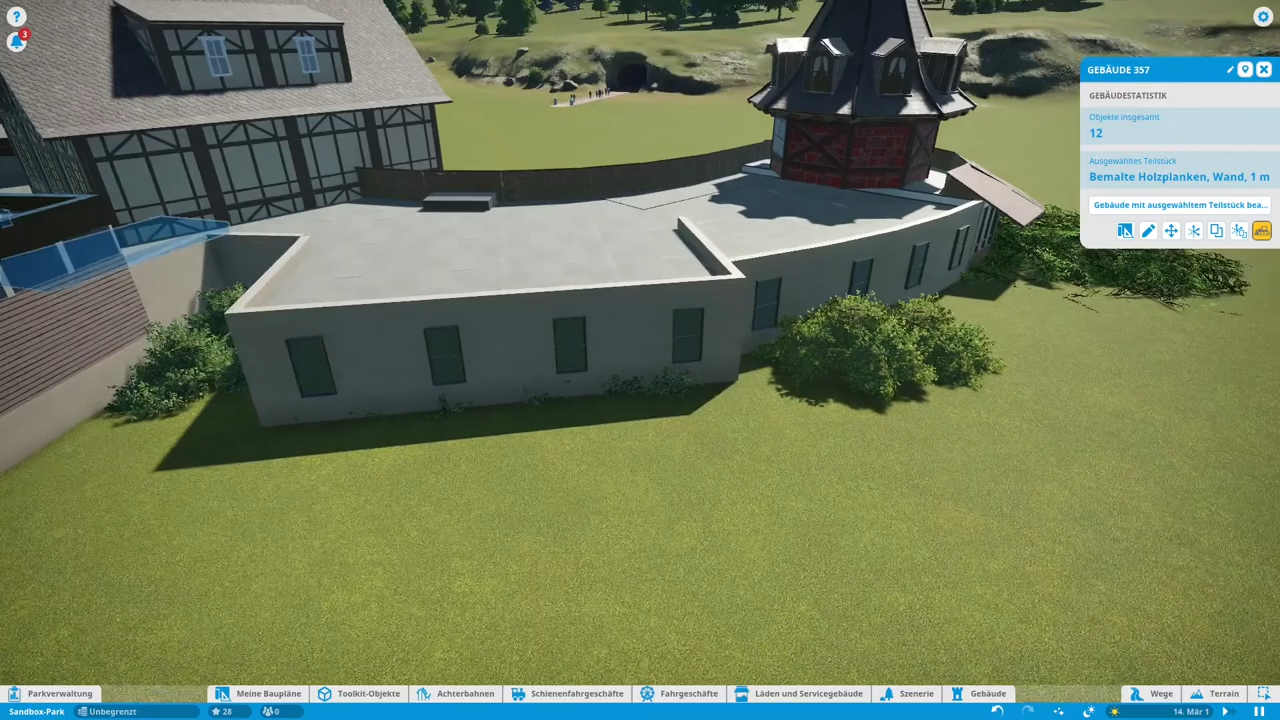 ?
3
GEBÄUDE 357
GEBÄUDESTATISTIK
Objekte insgesamt
12
Ausgewähltes Teilstück
Bemalte Holzplanken, Wand, 1 m
Gebäude mit ausgewähltem Teilstück bea...
Parkverwaltung
Meine Baupläne
Toolkit-Objekte
Achterbahnen
Schienenfahrgeschäfte
Fahrgeschäfte
Läden und Servicegebäude
Szenerie
Gebäude
Wege
Terrain
Sandbox-Park
Unbegrenzt
28
0
14. Mär 1